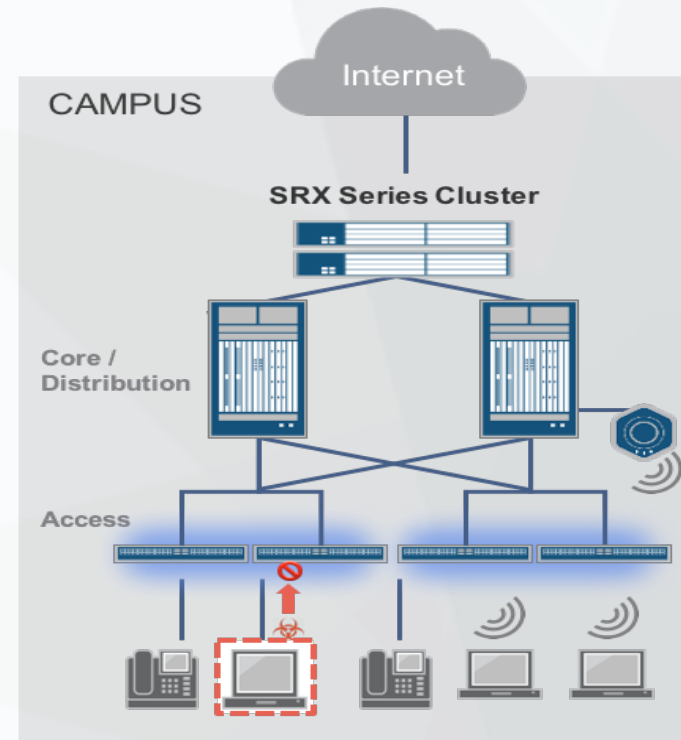 Internet
CAMPUS
SRX Series Cluster
Core /
Distribution
Access